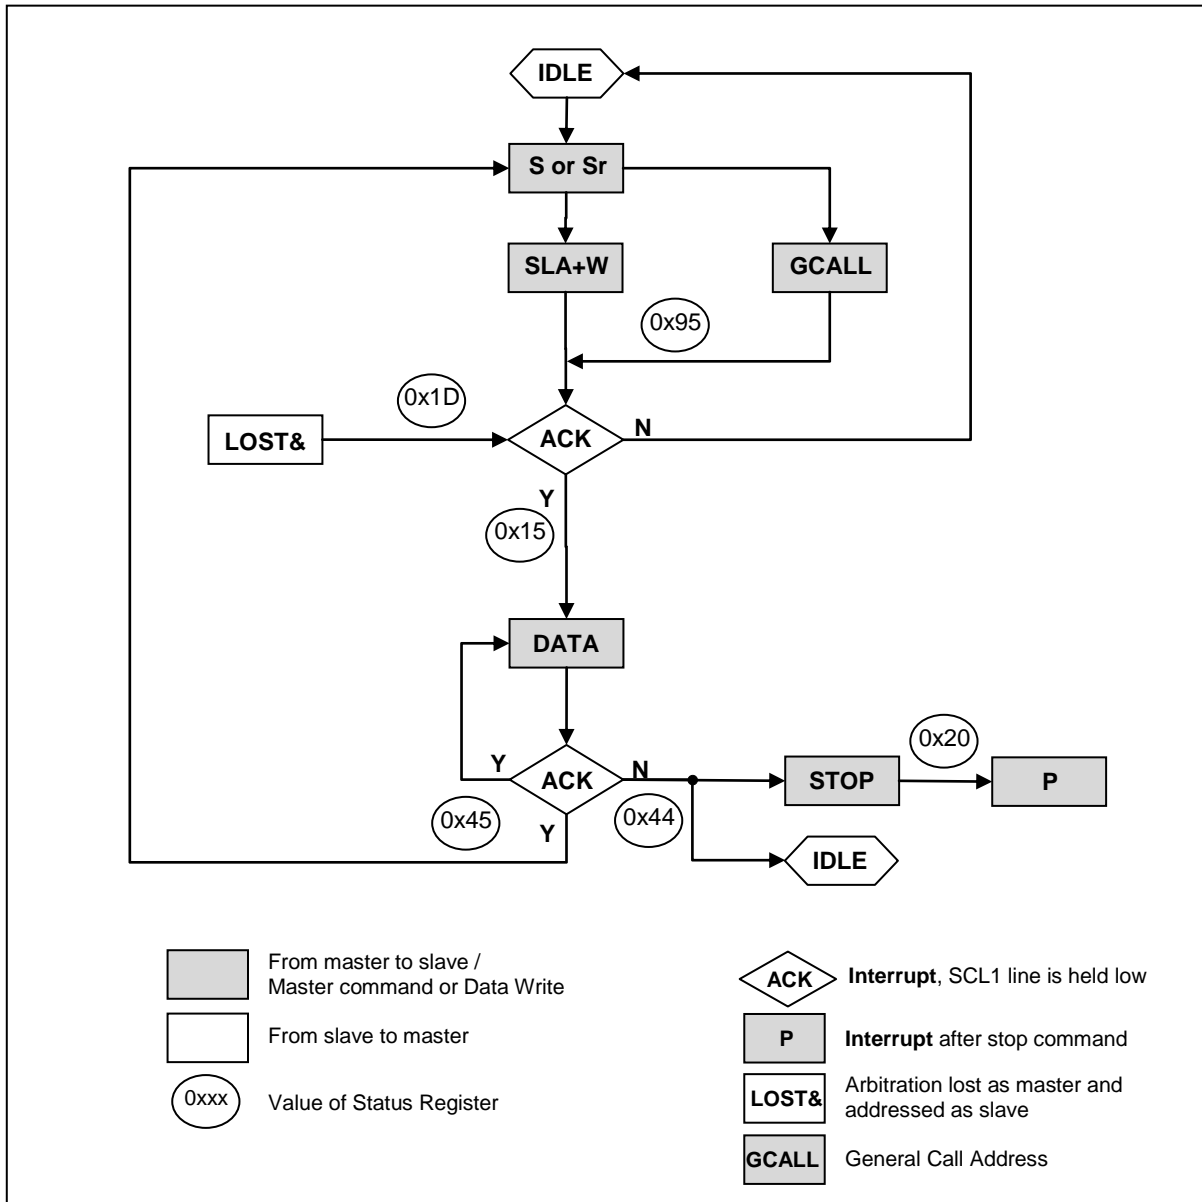 IDLE
S or Sr
SLA+W
GCALL
0x95
0x1D
LOST&
ACK
N
Y
0x15
DATA
Y
ACK
N
0x20
STOP
P
0x45
Y
0x44
IDLE
From master to slave /
Master command or Data Write
From slave to master
0xxx
Value of Status Register
ACK
Interrupt, SCL1 line is held low
P
Interrupt after stop command
LOST&
Arbitration lost as master and
addressed as slave
GCALL
General Call Address